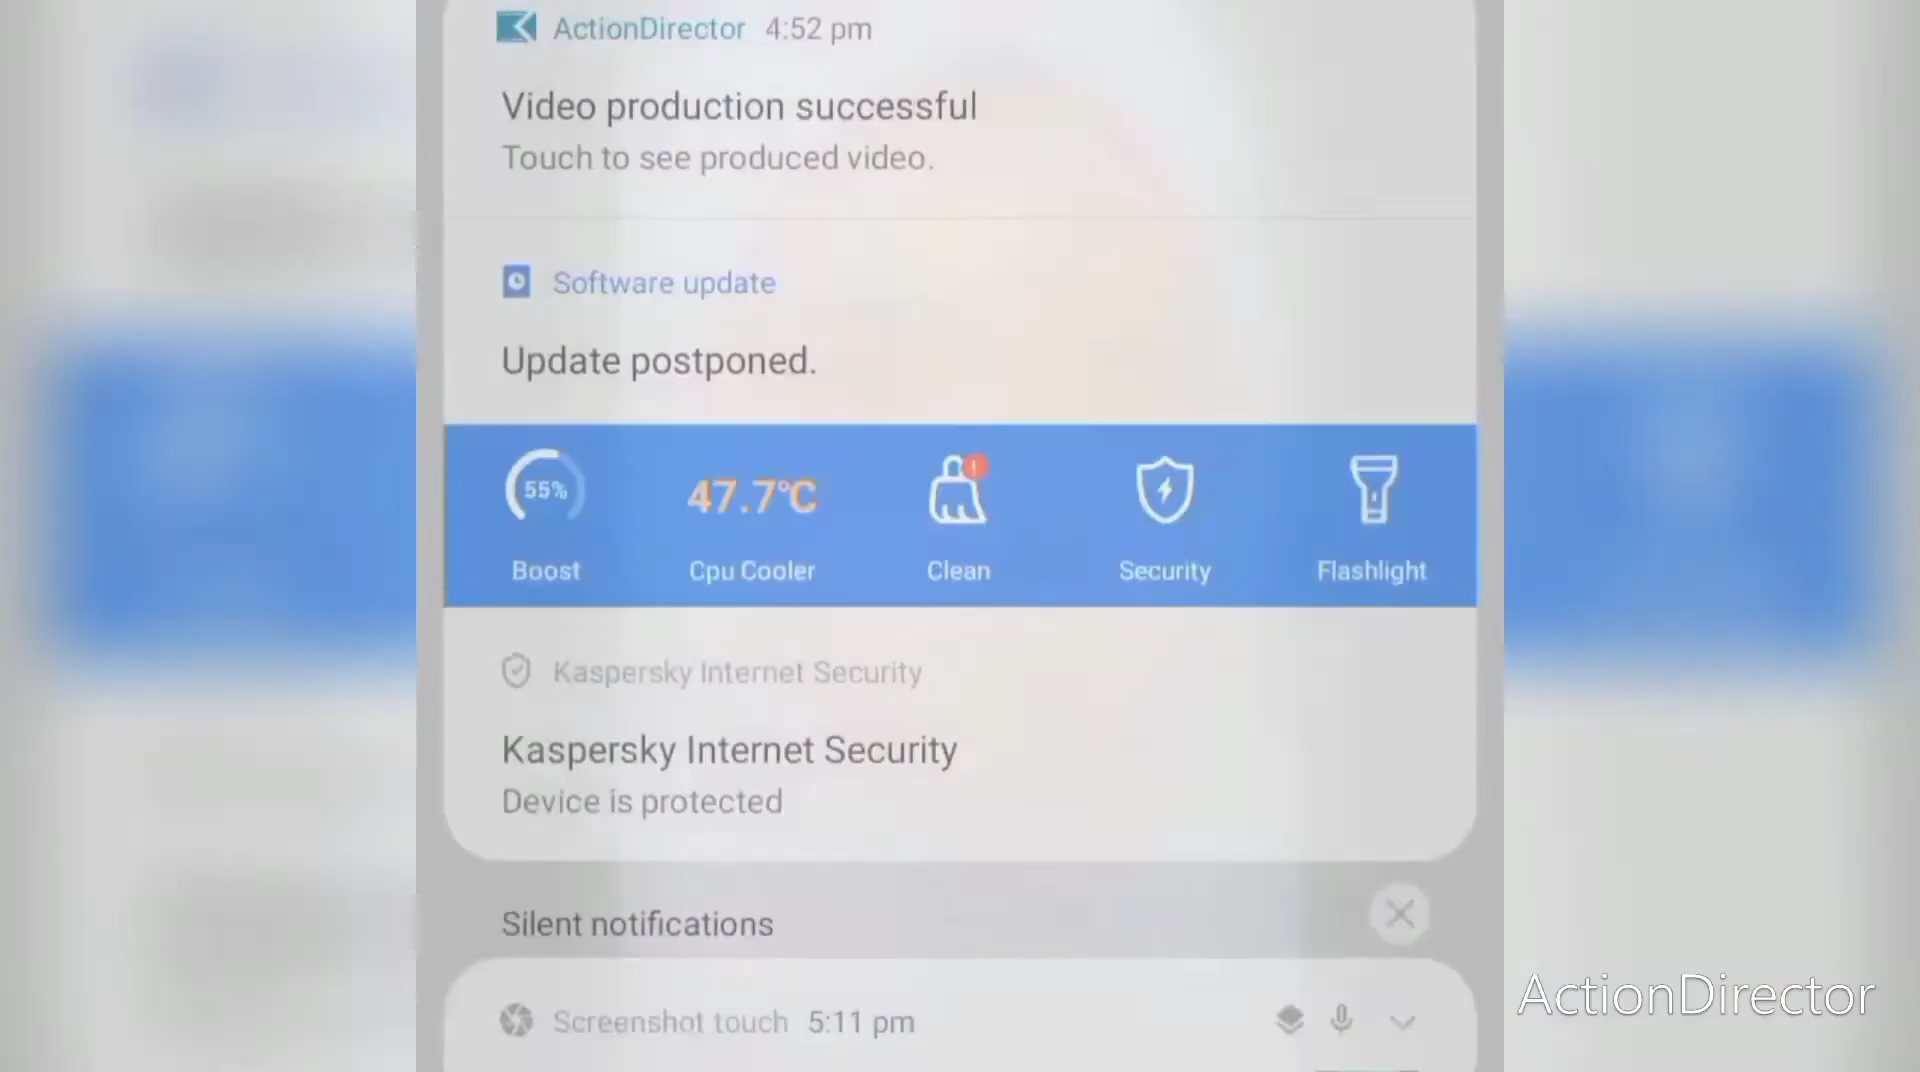 ActionDirector 4:52 pm
Video production successful
Touch to see produced video.
Software update
Update postponed.
55% 47.7°C
Boost Cpu Cooler Clean Security Flashlight
Kaspersky Internet Security
Kaspersky Internet Security
Device is protected
Silent notifications
Screenshot touch 5:11 pm
ActionDirector